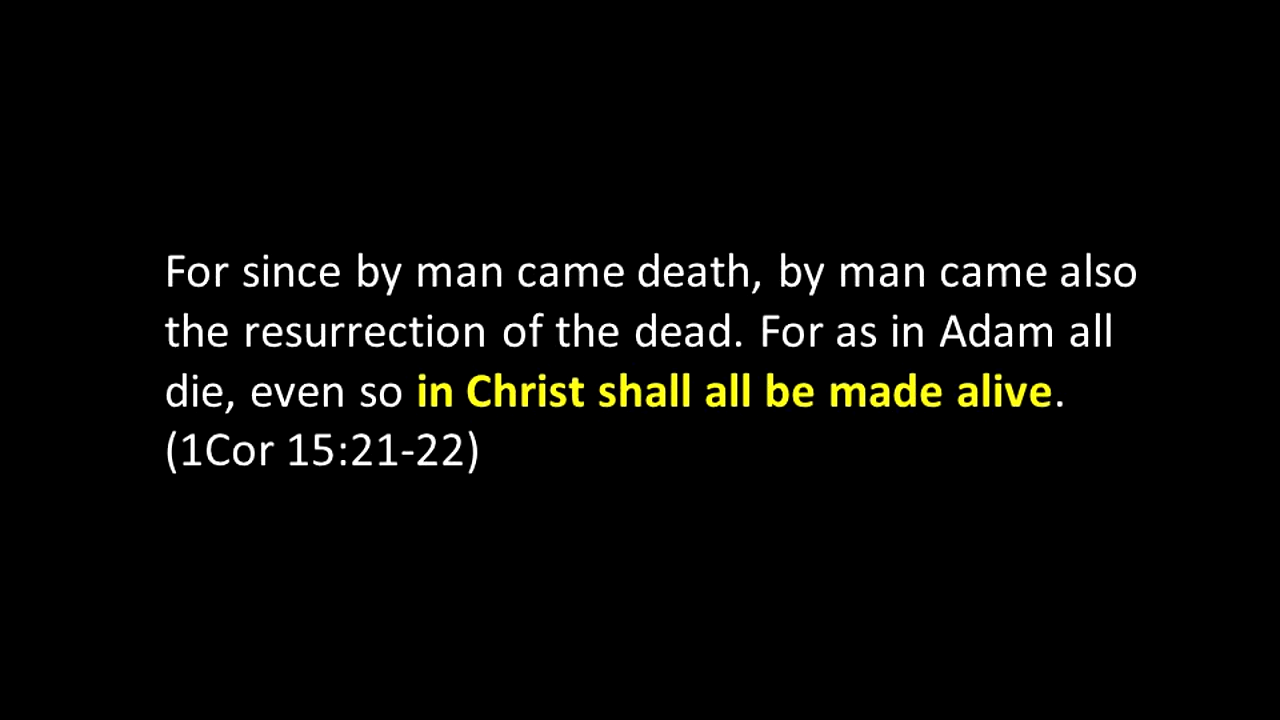 For since by man came death, by man came also
the resurrection of the dead. For as in Adam all
die, even so in Christ shall all be made alive.
(1Cor 15:21-22)